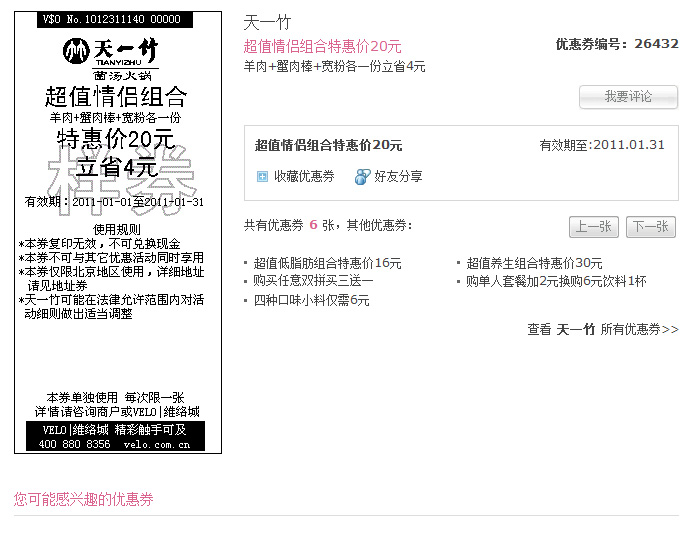 V$O No.1012311140 00000
天一竹
TIANYIZHU
菌汤火锅
超值情侣组合
羊肉+蟹肉棒+宽粉各一份
特惠价20元
立省4元
样券
有效期：2011-01-01至2011-01-31
使用规则
*本券复印无效，不可兑换现金
*本券不可与其它优惠活动同时享用
*本券仅限北京地区使用，详细地址
请见地址券
*天一竹可能在法律允许范围内对活
动细则做出适当调整
本券单独使用 每次限一张
详情请咨询商户或VELO|维络城
VELO|维络城 精彩触手可及
400 880 8356 velo.com.cn
天一竹
超值情侣组合特惠价20元
优惠券编号：26432
羊肉+蟹肉棒+宽粉各一份立省4元
我要评论
超值情侣组合特惠价20元
有效期至:2011.01.31
收藏优惠券 好友分享
共有优惠券 6 张，其他优惠券：
上一张 下一张
超值低脂肪组合特惠价16元
超值养生组合特惠价30元
购买任意双拼买三送一
购单人套餐加2元换购6元饮料1杯
四种口味小料仅需6元
查看 天一竹 所有优惠券>>
您可能感兴趣的优惠券